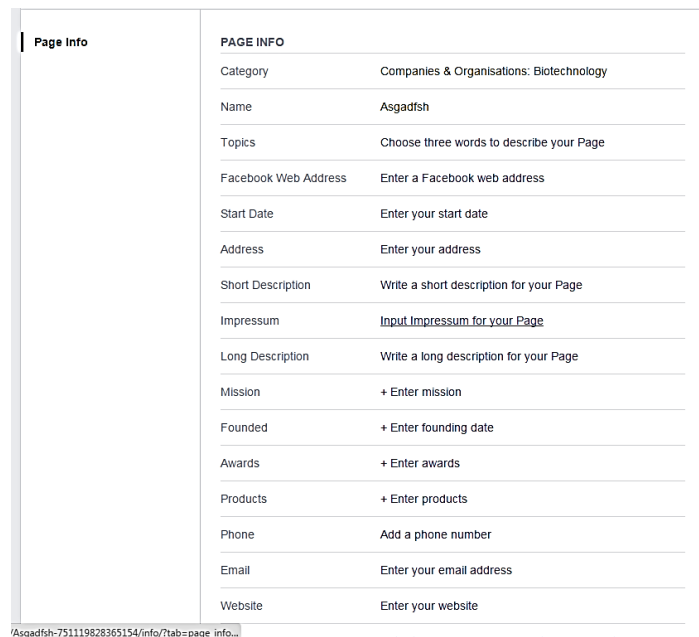 Page Info
PAGE INFO
Category Companies & Organisations: Biotechnology
Name Asgadfsh
Topics Choose three words to describe your Page
Facebook Web Address Enter a Facebook web address
Start Date Enter your start date
Address Enter your address
Short Description Write a short description for your Page
Impressum Input Impressum for your Page
Long Description Write a long description for your Page
Mission + Enter mission
Founded + Enter founding date
Awards + Enter awards
Products + Enter products
Phone Add a phone number
Email Enter your email address
Website Enter your website
/Asgadfsh-751119828365154/info/?tab=page_info...